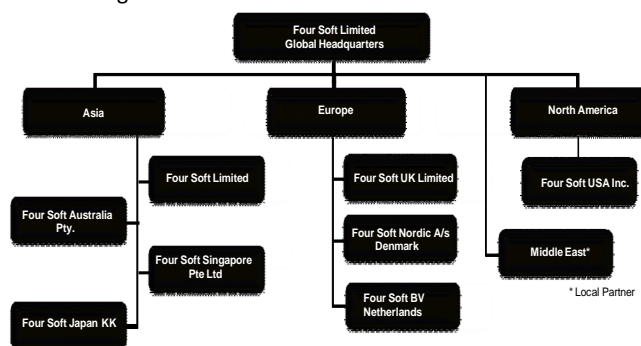 Four Soft Limited
Global Headquarters
Asia
Europe
North America
Four Soft Limited
Four Soft UK Limited
Four Soft USA Inc.
Four Soft Australia
Pty.
Four Soft Nordic A/s
Denmark
Four Soft Singapore
Pte Ltd
Middle East*
* Local Partner
Four Soft BV
Netherlands
Four Soft Japan KK